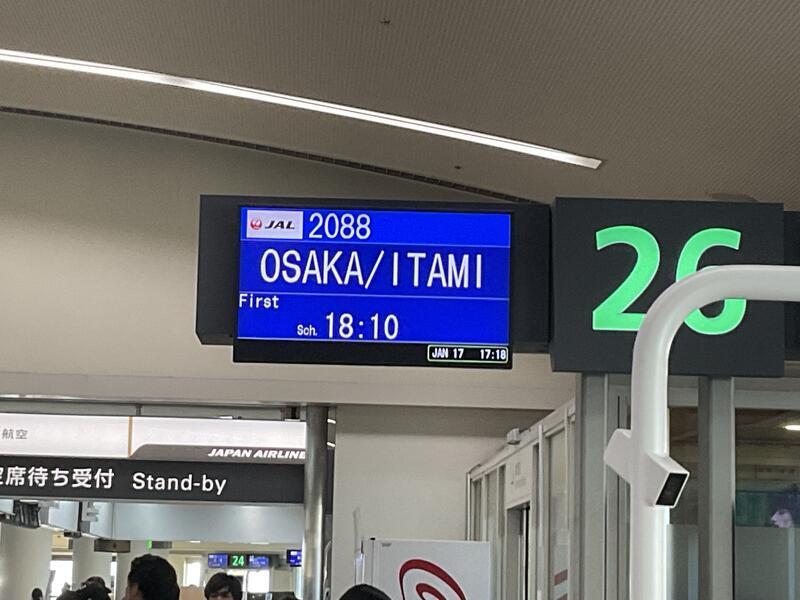 JAL 2088
OSAKA/ITAMI
First
Sch. 18:10
JAN 17 17:18
26
航空
JAPAN AIRLINE
席待ち受付 Stand-by
24